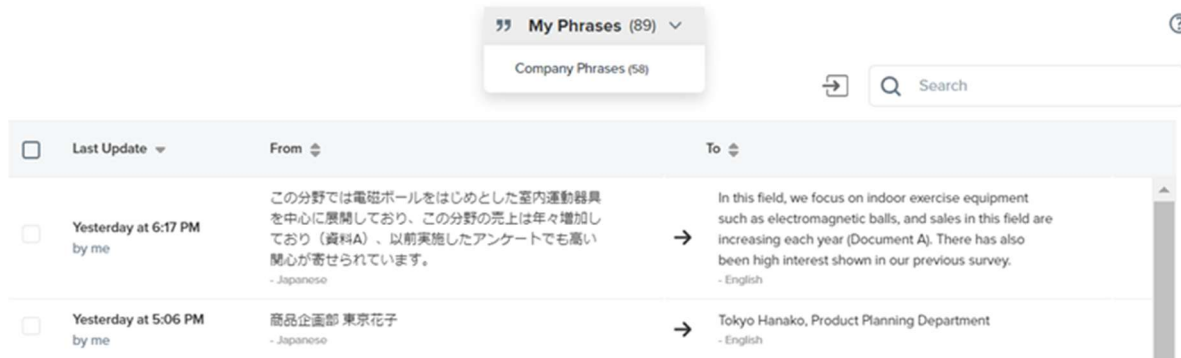 My Phrases (89)
Company Phrases (58)
Search
Last Update
From
To
Yesterday at 6:17 PM
by me
この分野では電磁ボールをはじめとした室内運動器具
を中心に展開しており、この分野の売上は年々増加し
ており（資料A）、以前実施したアンケートでも高い
関心が寄せられています。
- Japanese
In this field, we focus on indoor exercise equipment
such as electromagnetic balls, and sales in this field are
increasing each year (Document A). There has also
been high interest shown in our previous survey.
- English
Yesterday at 5:06 PM
by me
商品企画部 東京花子
- Japanese
Tokyo Hanako, Product Planning Department
- English